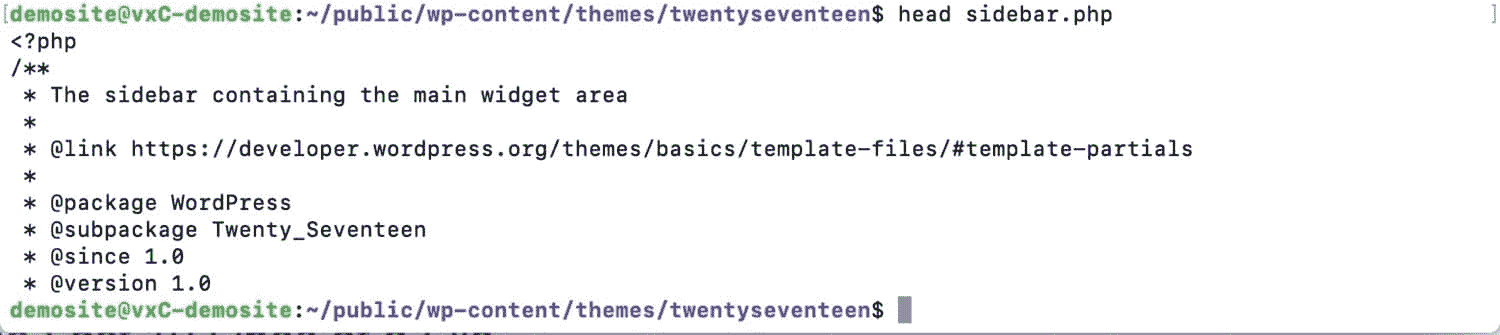 [demosite@vxC-demosite:~/public/wp-content/themes/twentyseventeen$ head sidebar.php ]
<?php
/**
 * The sidebar containing the main widget area
 *
 * @link https://developer.wordpress.org/themes/basics/template-files/#template-partials
 *
 * @package WordPress
 * @subpackage Twenty_Seventeen
 * @since 1.0
 * @version 1.0
demosite@vxC-demosite:~/public/wp-content/themes/twentyseventeen$